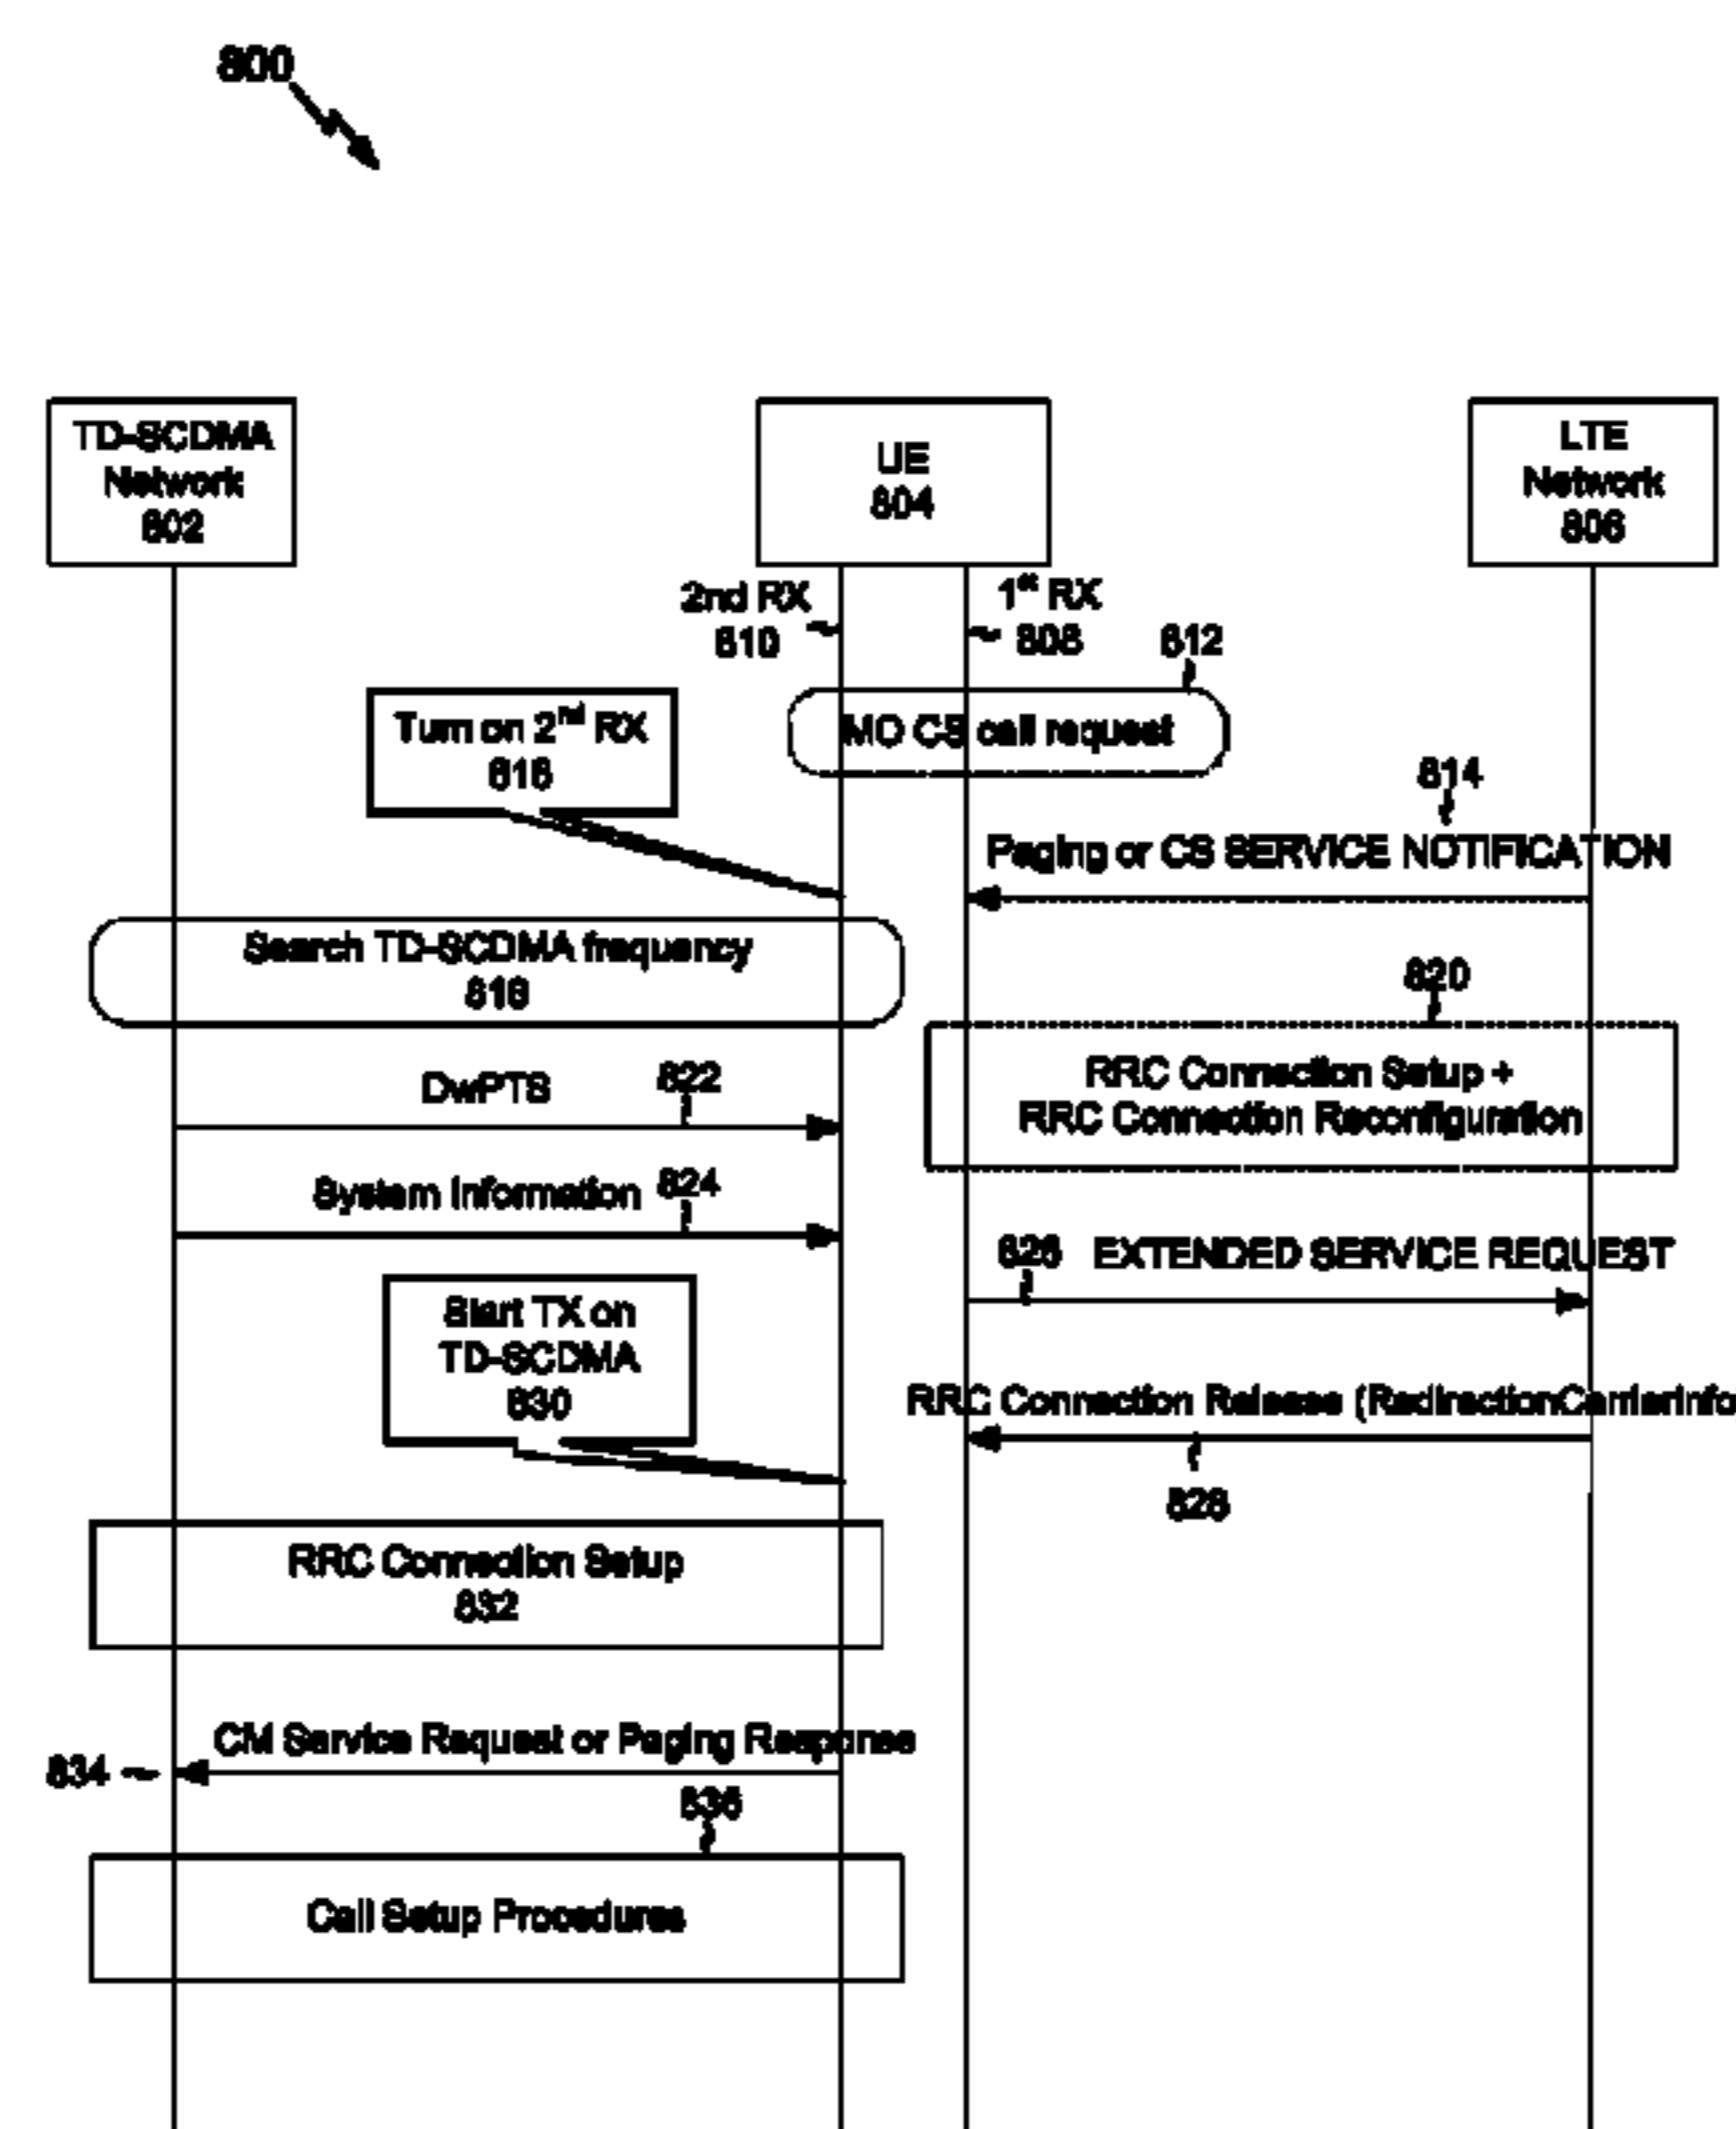 800
TD-SCDMA
Network
802
UE
804
LTE
Network
806
2nd RX
810
1st RX
808
812
MO CS call request
Turn on 2nd RX
816
814
Paging or CS SERVICE NOTIFICATION
Search TD-SCDMA frequency
818
820
RRC Connection Setup +
RRC Connection Reconfiguration
DwPTS
822
System Information
824
826
EXTENDED SERVICE REQUEST
Start TX on
TD-SCDMA
830
RRC Connection Release (RedirectionCarrierInfo
828
RRC Connection Setup
832
CM Service Request or Paging Response
834
836
Call Setup Procedures